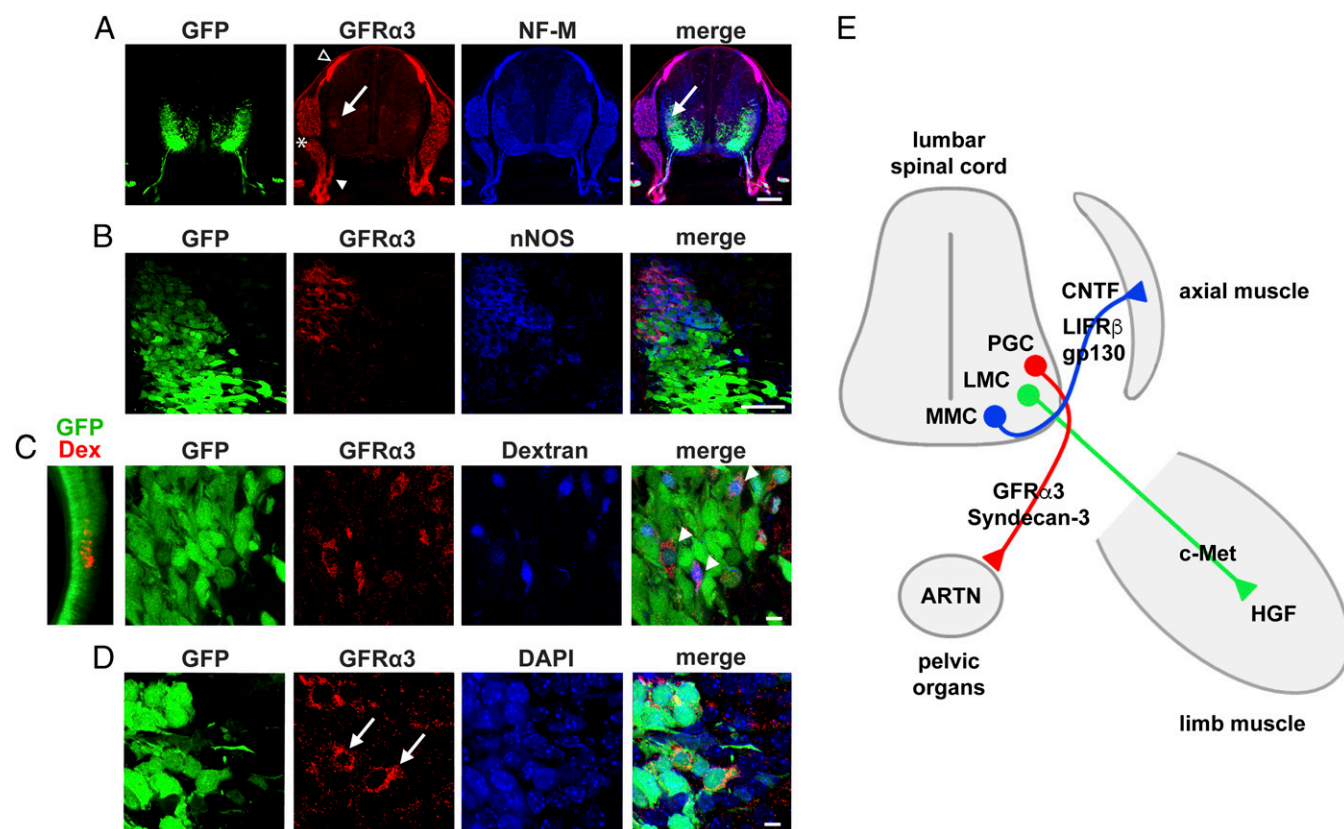 A
GFP
GFRα3
NF-M
merge
*
B
GFP
GFRα3
nNOS
merge
C
GFP
Dex
GFP
GFRα3
Dextran
merge
D
GFP
GFRα3
DAPI
merge
E
lumbar
spinal cord
CNTF
axial muscle
LIFRβ
gp130
PGC
LMC
MMC
GFRα3
Syndecan-3
c-Met
ARTN
HGF
pelvic
organs
limb muscle